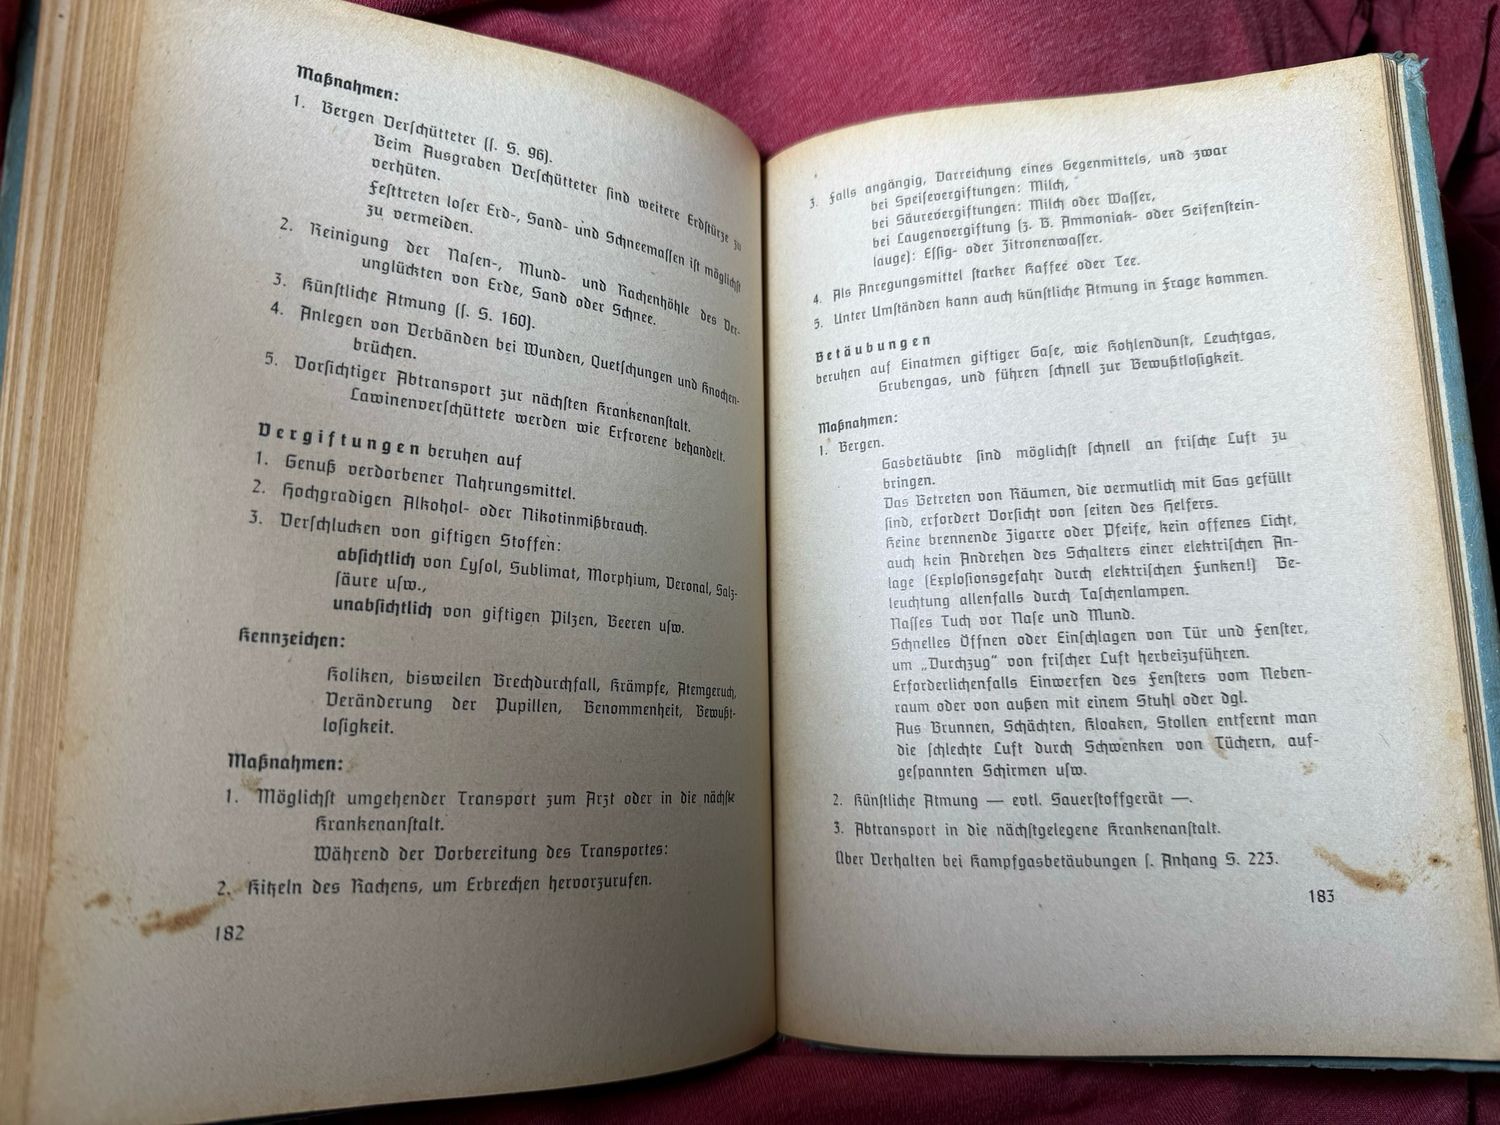 Maßnahmen:
1. Bergen Verschütteter (s. S. 96).
Beim Ausgraben Verschütteter sind weitere Erdstürze zu
verhüten.
Festtreten loser Erd-, Sand- und Schneemassen ist möglichst
zu vermeiden.
2. Reinigung der Nasen-, Mund- und Rachenhöhle des Ver-
unglückten von Erde, Sand oder Schnee.
3. Künstliche Atmung (s. S. 160).
4. Anlegen von Verbänden bei Wunden, Quetschungen und Knochen-
brüchen.
5. Vorsichtiger Abtransport zur nächsten Krankenanstalt.
Lawinenverschüttete werden wie Erfrorene behandelt.
Vergiftungen beruhen auf
1. Genuß verdorbener Nahrungsmittel.
2. Hochgradigen Alkohol- oder Nikotinmißbrauch.
3. Verschlucken von giftigen Stoffen:
absichtlich von Lysol, Sublimat, Morphium, Veronal, Salz-
säure usw.,
unabsichtlich von giftigen Pilzen, Beeren usw.
Kennzeichen:
Koliken, bisweilen Brechdurchfall, Krämpfe, Atemgeruch,
Veränderung der Pupillen, Benommenheit, Bewußt-
losigkeit.
Maßnahmen:
1. Möglichst umgehender Transport zum Arzt oder in die nächste
Krankenanstalt.
Während der Vorbereitung des Transportes:
2. Kitzeln des Rachens, um Erbrechen hervorzurufen.
182
3. Falls angängig, Darreichung eines Gegenmittels, und zwar
bei Speisevergiftungen: Milch,
bei Säurevergiftungen: Milch oder Wasser,
bei Laugenvergiftung (z. B. Ammoniak- oder Seifenstein-
lauge): Essig- oder Zitronenwasser.
4. Als Anregungsmittel starker Kaffee oder Tee.
5. Unter Umständen kann auch künstliche Atmung in Frage kommen.
Betäubungen
beruhen auf Einatmen giftiger Gase, wie Kohlendunst, Leuchtgas,
Grubengas, und führen schnell zur Bewußtlosigkeit.
Maßnahmen:
1. Bergen.
Gasbetäubte sind möglichst schnell an frische Luft zu
bringen.
Das Betreten von Räumen, die vermutlich mit Gas gefüllt
sind, erfordert Vorsicht von seiten des Helfers.
Keine brennende Zigarre oder Pfeife, kein offenes Licht,
auch kein Andrehen des Schalters einer elektrischen An-
lage (Explosionsgefahr durch elektrischen Funken!) Be-
leuchtung allenfalls durch Taschenlampen.
Nasses Tuch vor Nase und Mund.
Schnelles Öffnen oder Einschlagen von Tür und Fenster,
um „Durchzug“ von frischer Luft herbeizuführen.
Erforderlichenfalls Einwerfen des Fensters vom Neben-
raum oder von außen mit einem Stuhl oder dgl.
Aus Brunnen, Schächten, Kloaken, Stollen entfernt man
die schlechte Luft durch Schwenken von Tüchern, auf-
gespannten Schirmen usw.
2. Künstliche Atmung — evtl. Sauerstoffgerät —.
3. Abtransport in die nächstgelegene Krankenanstalt.
Über Verhalten bei Kampfgasbetäubungen s. Anhang S. 223.
183